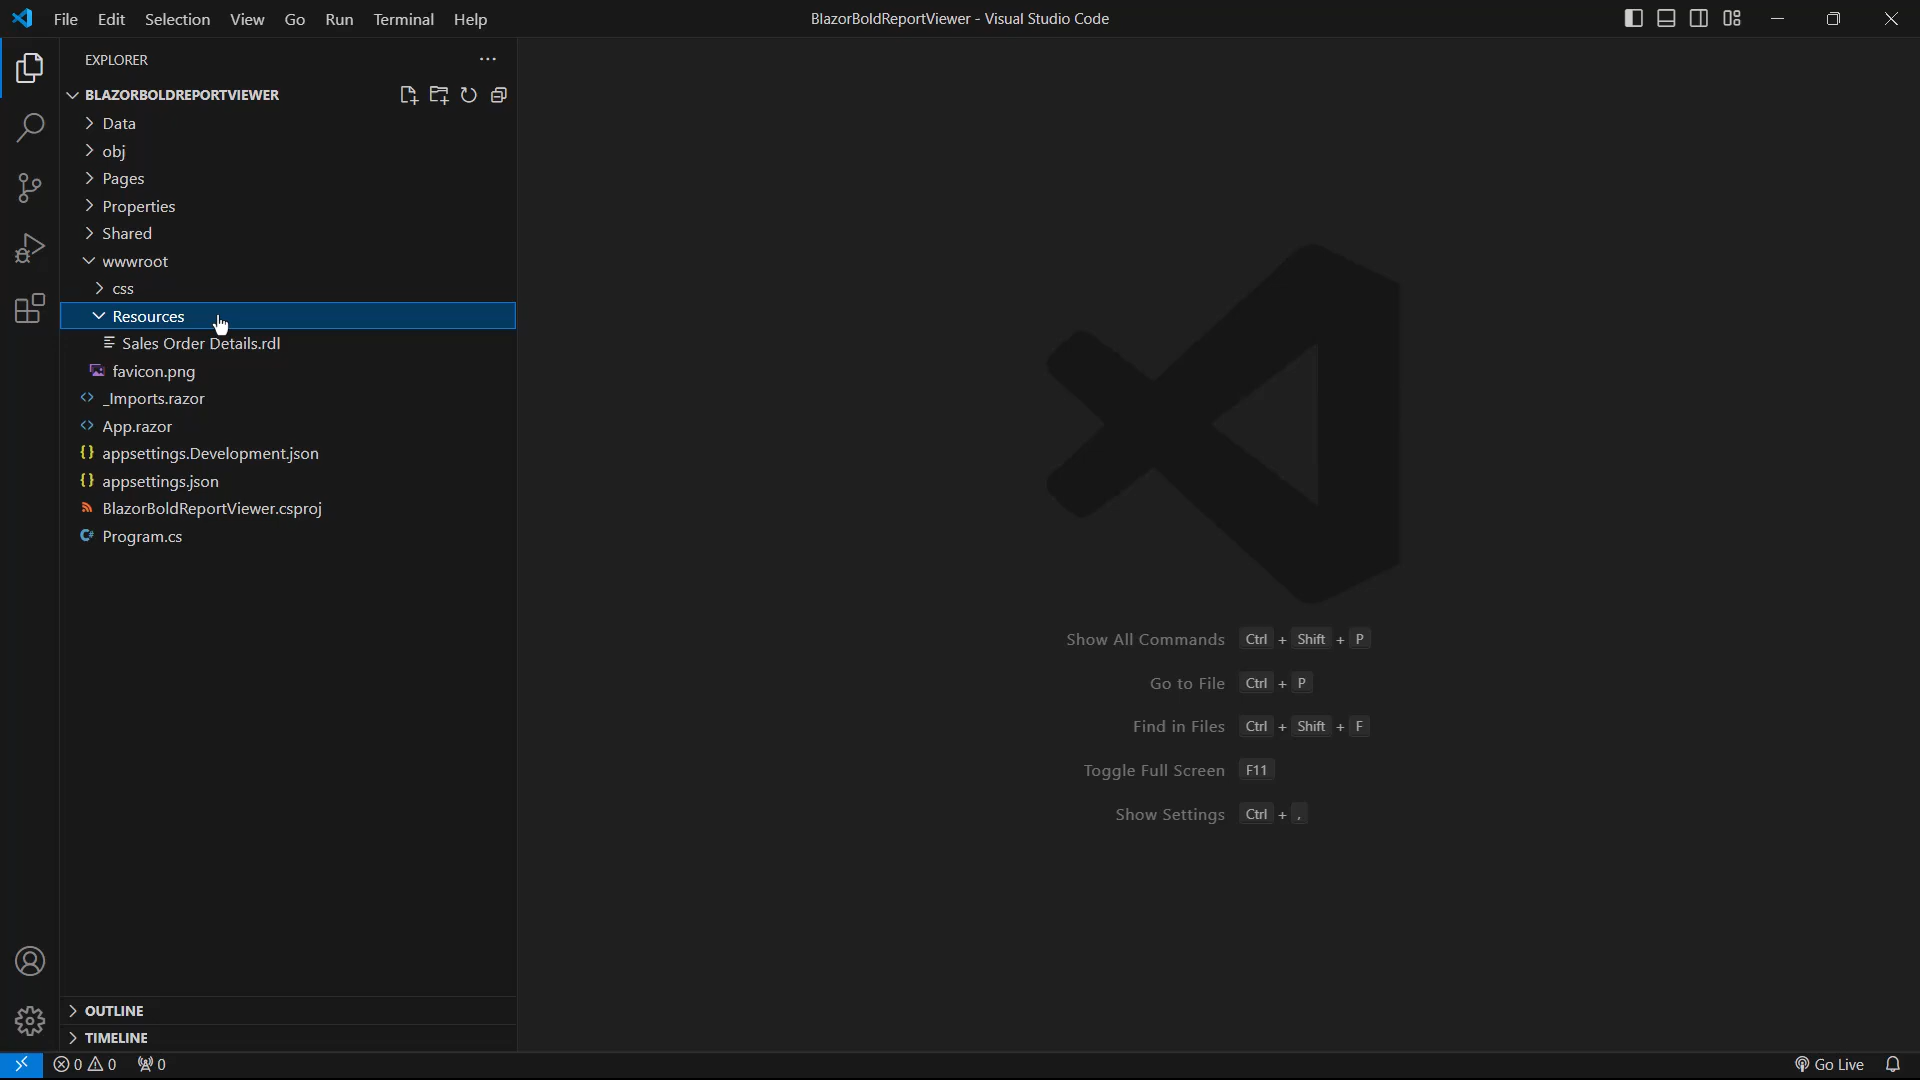 File Edit Selection View Go Run Terminal Help
BlazorBoldReportViewer - Visual Studio Code
EXPLORER
BLAZORBOLDREPORTVIEWER
Data
obj
Pages
Properties
Shared
wwwroot
css
Resources
Sales Order Details.rdl
favicon.png
_Imports.razor
App.razor
{} appsettings.Development.json
{} appsettings.json
BlazorBoldReportViewer.csproj
C# Program.cs
Show All Commands Ctrl + Shift + P
Go to File Ctrl + P
Find in Files Ctrl + Shift + F
Toggle Full Screen F11
Show Settings Ctrl + ,
OUTLINE
TIMELINE
0 0 0
Go Live